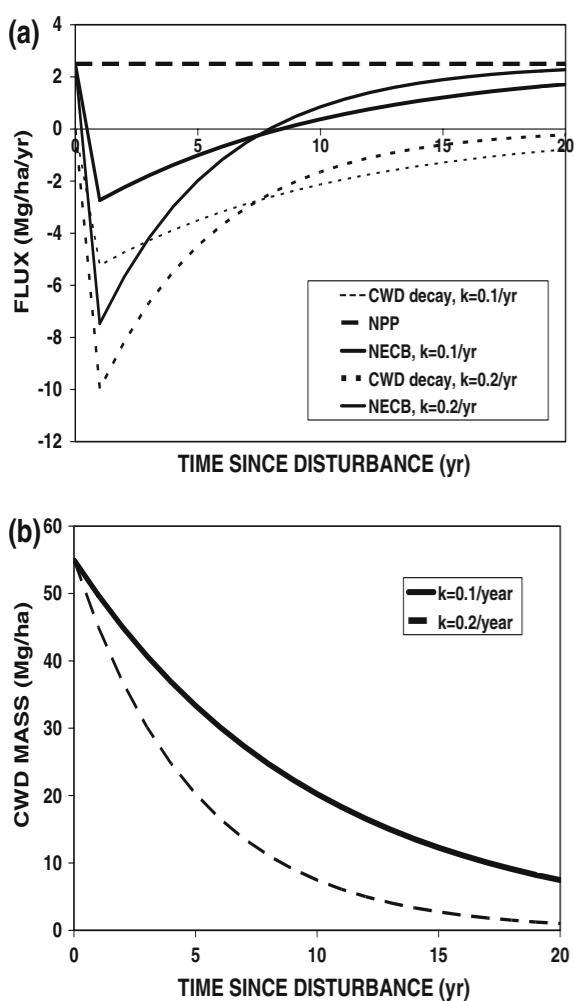 (a)
4
2
0
-2
-4
-6
-8
-10
-12
FLUX (Mg/ha/yr)
0
5
10
15
20
CWD decay, k=0.1/yr
NPP
NECB, k=0.1/yr
CWD decay, k=0.2/yr
NECB, k=0.2/yr
TIME SINCE DISTURBANCE (yr)
(b)
60
50
40
30
20
10
0
CWD MASS (Mg/ha)
k=0.1/year
k=0.2/year
0
5
10
15
20
TIME SINCE DISTURBANCE (yr)